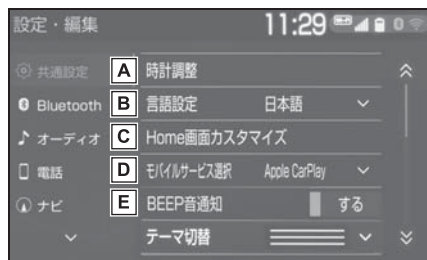 設定・編集 11:29 0
共通設定 A 時計調整
Bluetooth B 言語設定 日本語
オーディオ C Home画面カスタマイズ
電話 D モバイルサービス選択 Apple CarPlay
ナビ E BEEP音通知 する
テーマ切替